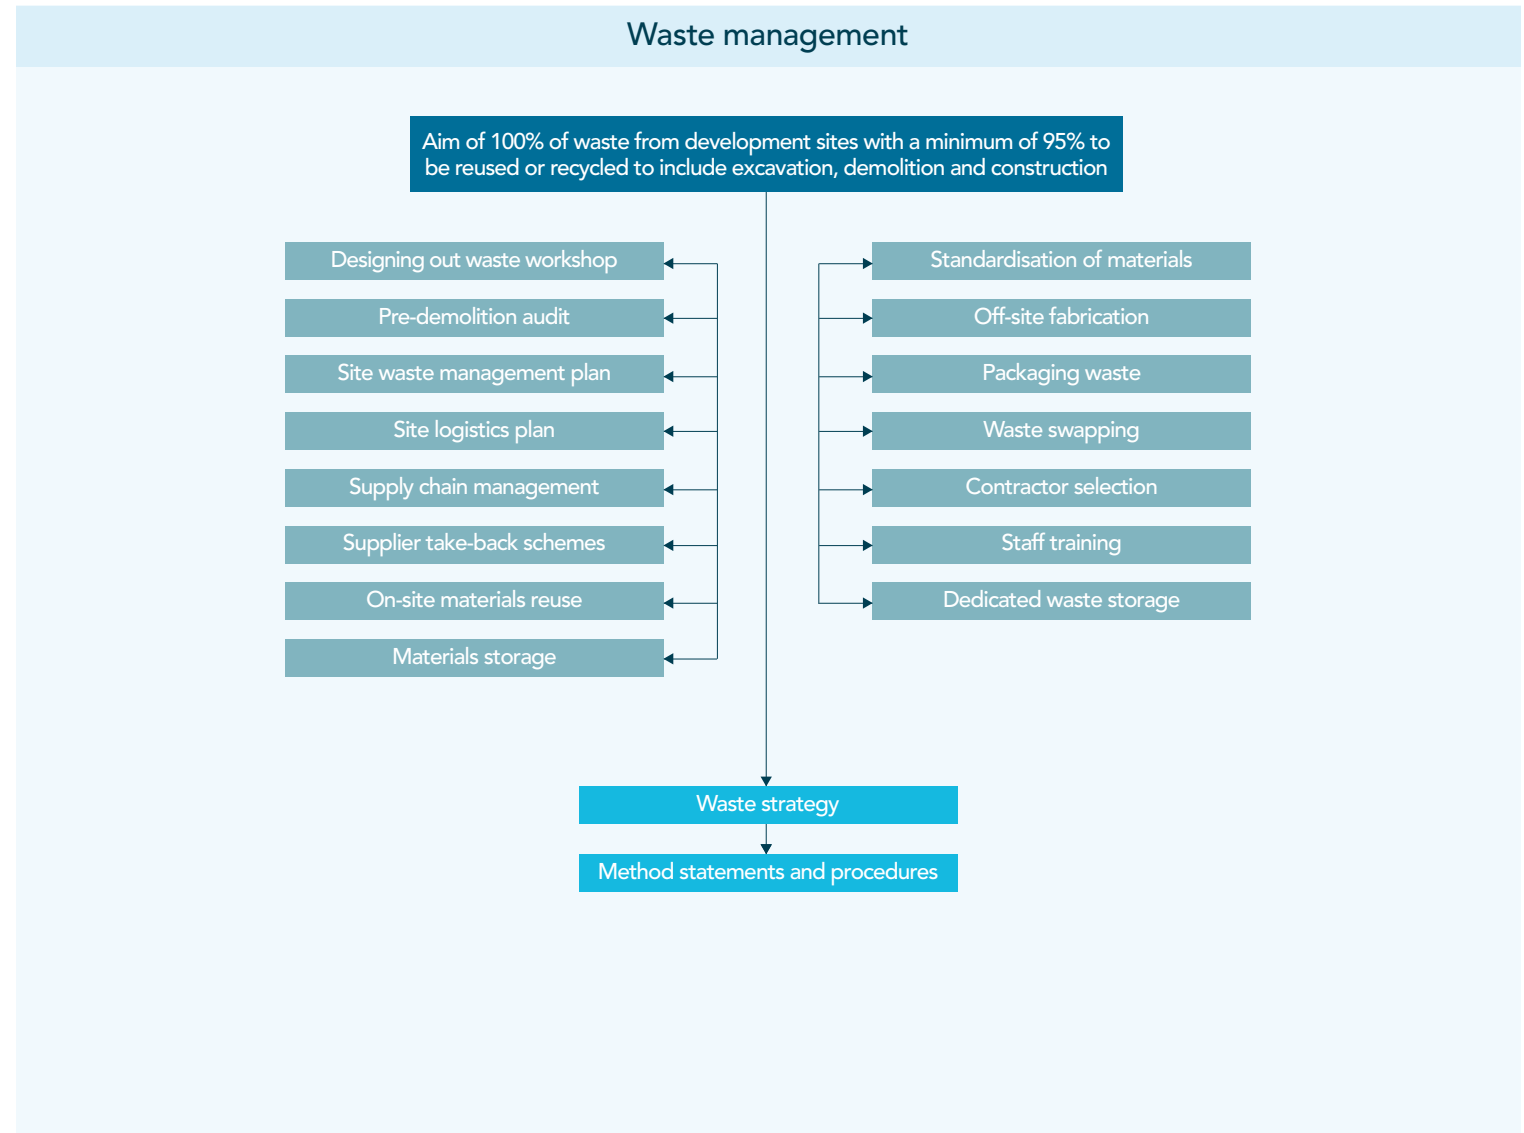 Waste management
Aim of 100% of waste from development sites with a minimum of 95% to
be reused or recycled to include excavation, demolition and construction
Designing out waste workshop
Pre-demolition audit
Site waste management plan
Site logistics plan
Supply chain management
Supplier take-back schemes
On-site materials reuse
Materials storage
Standardisation of materials
Off-site fabrication
Packaging waste
Waste swapping
Contractor selection
Staff training
Dedicated waste storage
Waste strategy
Method statements and procedures